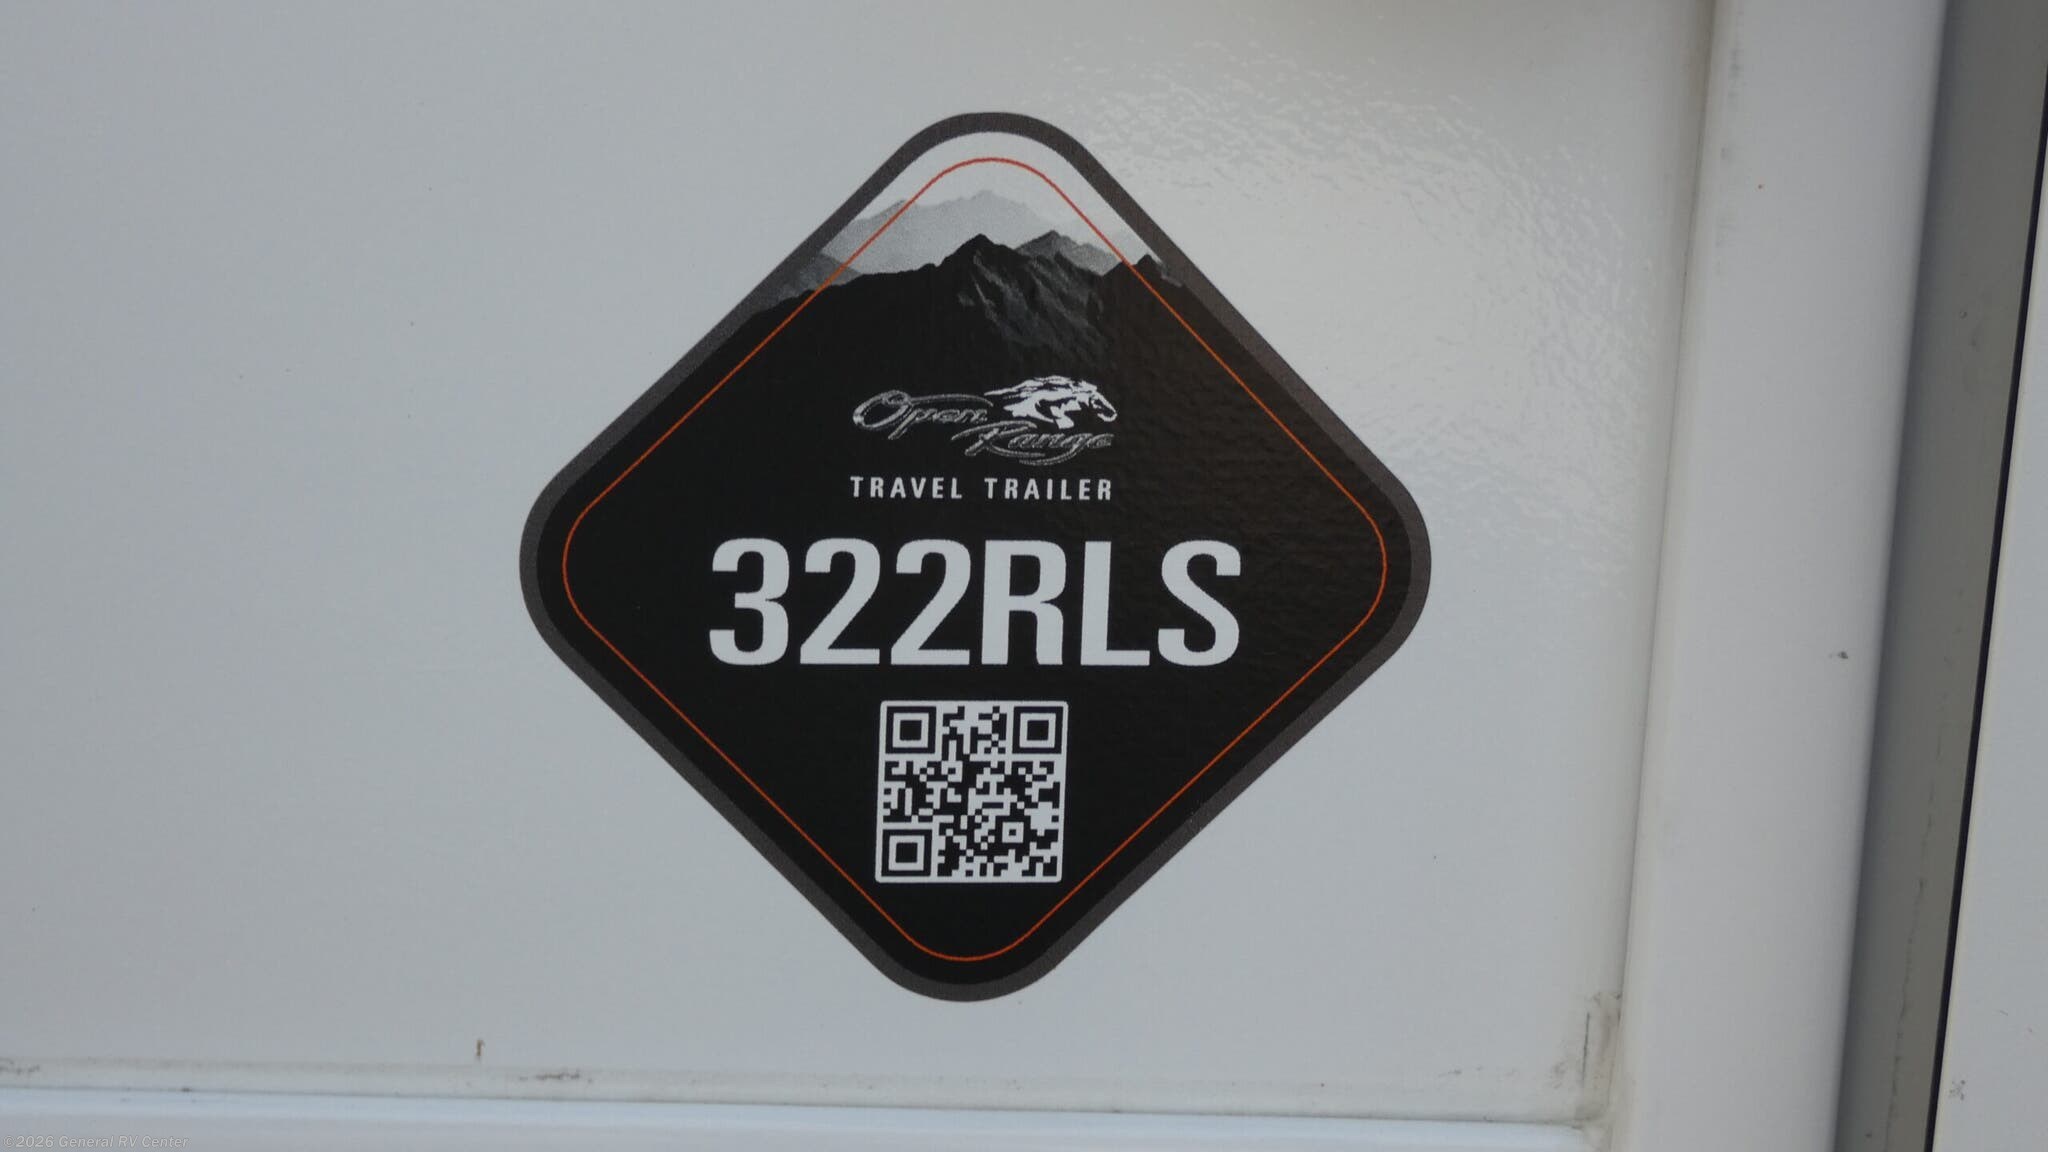 Open
Range
TRAVEL TRAILER
322RLS
©2026 General RV Center